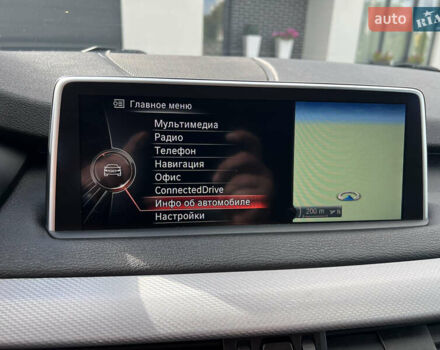 auto RIA
Главное меню
Мультимедиа
Радио
Телефон
Навигация
Офис
ConnectedDrive
Инфо об автомобиле
Настройки
200 m